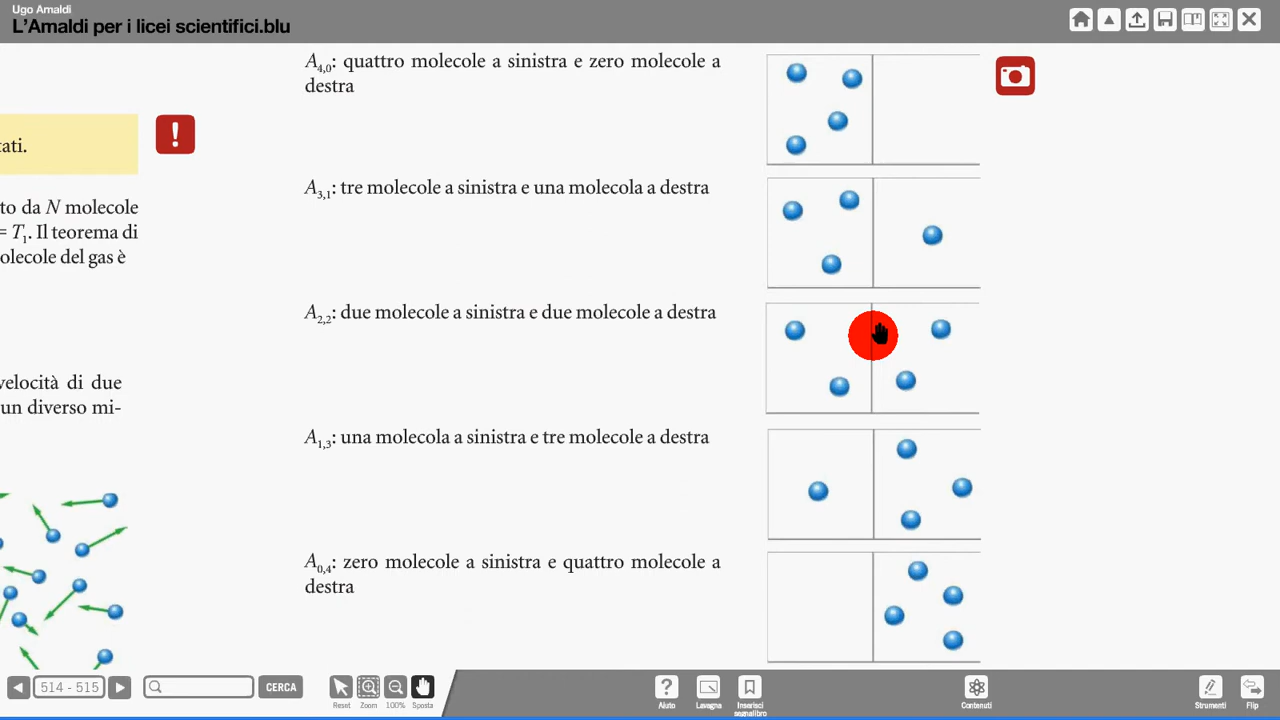 Ugo Amaldi
L'Amaldi per i licei scientifici.blu
tati.
to da N molecole
= T₁. Il teorema di
olecole del gas è
velocità di due
un diverso mi-
A₄,₀: quattro molecole a sinistra e zero molecole a
destra
A₃,₁: tre molecole a sinistra e una molecola a destra
A₂,₂: due molecole a sinistra e due molecole a destra
A₁,₃: una molecola a sinistra e tre molecole a destra
A₀,₄: zero molecole a sinistra e quattro molecole a
destra
!
514 - 515
CERCA
Reset
Zoom
100%
Sposta
?
Aiuto
Lavagna
Inserisci
segnalibro
Contenuti
Strumenti
Flip